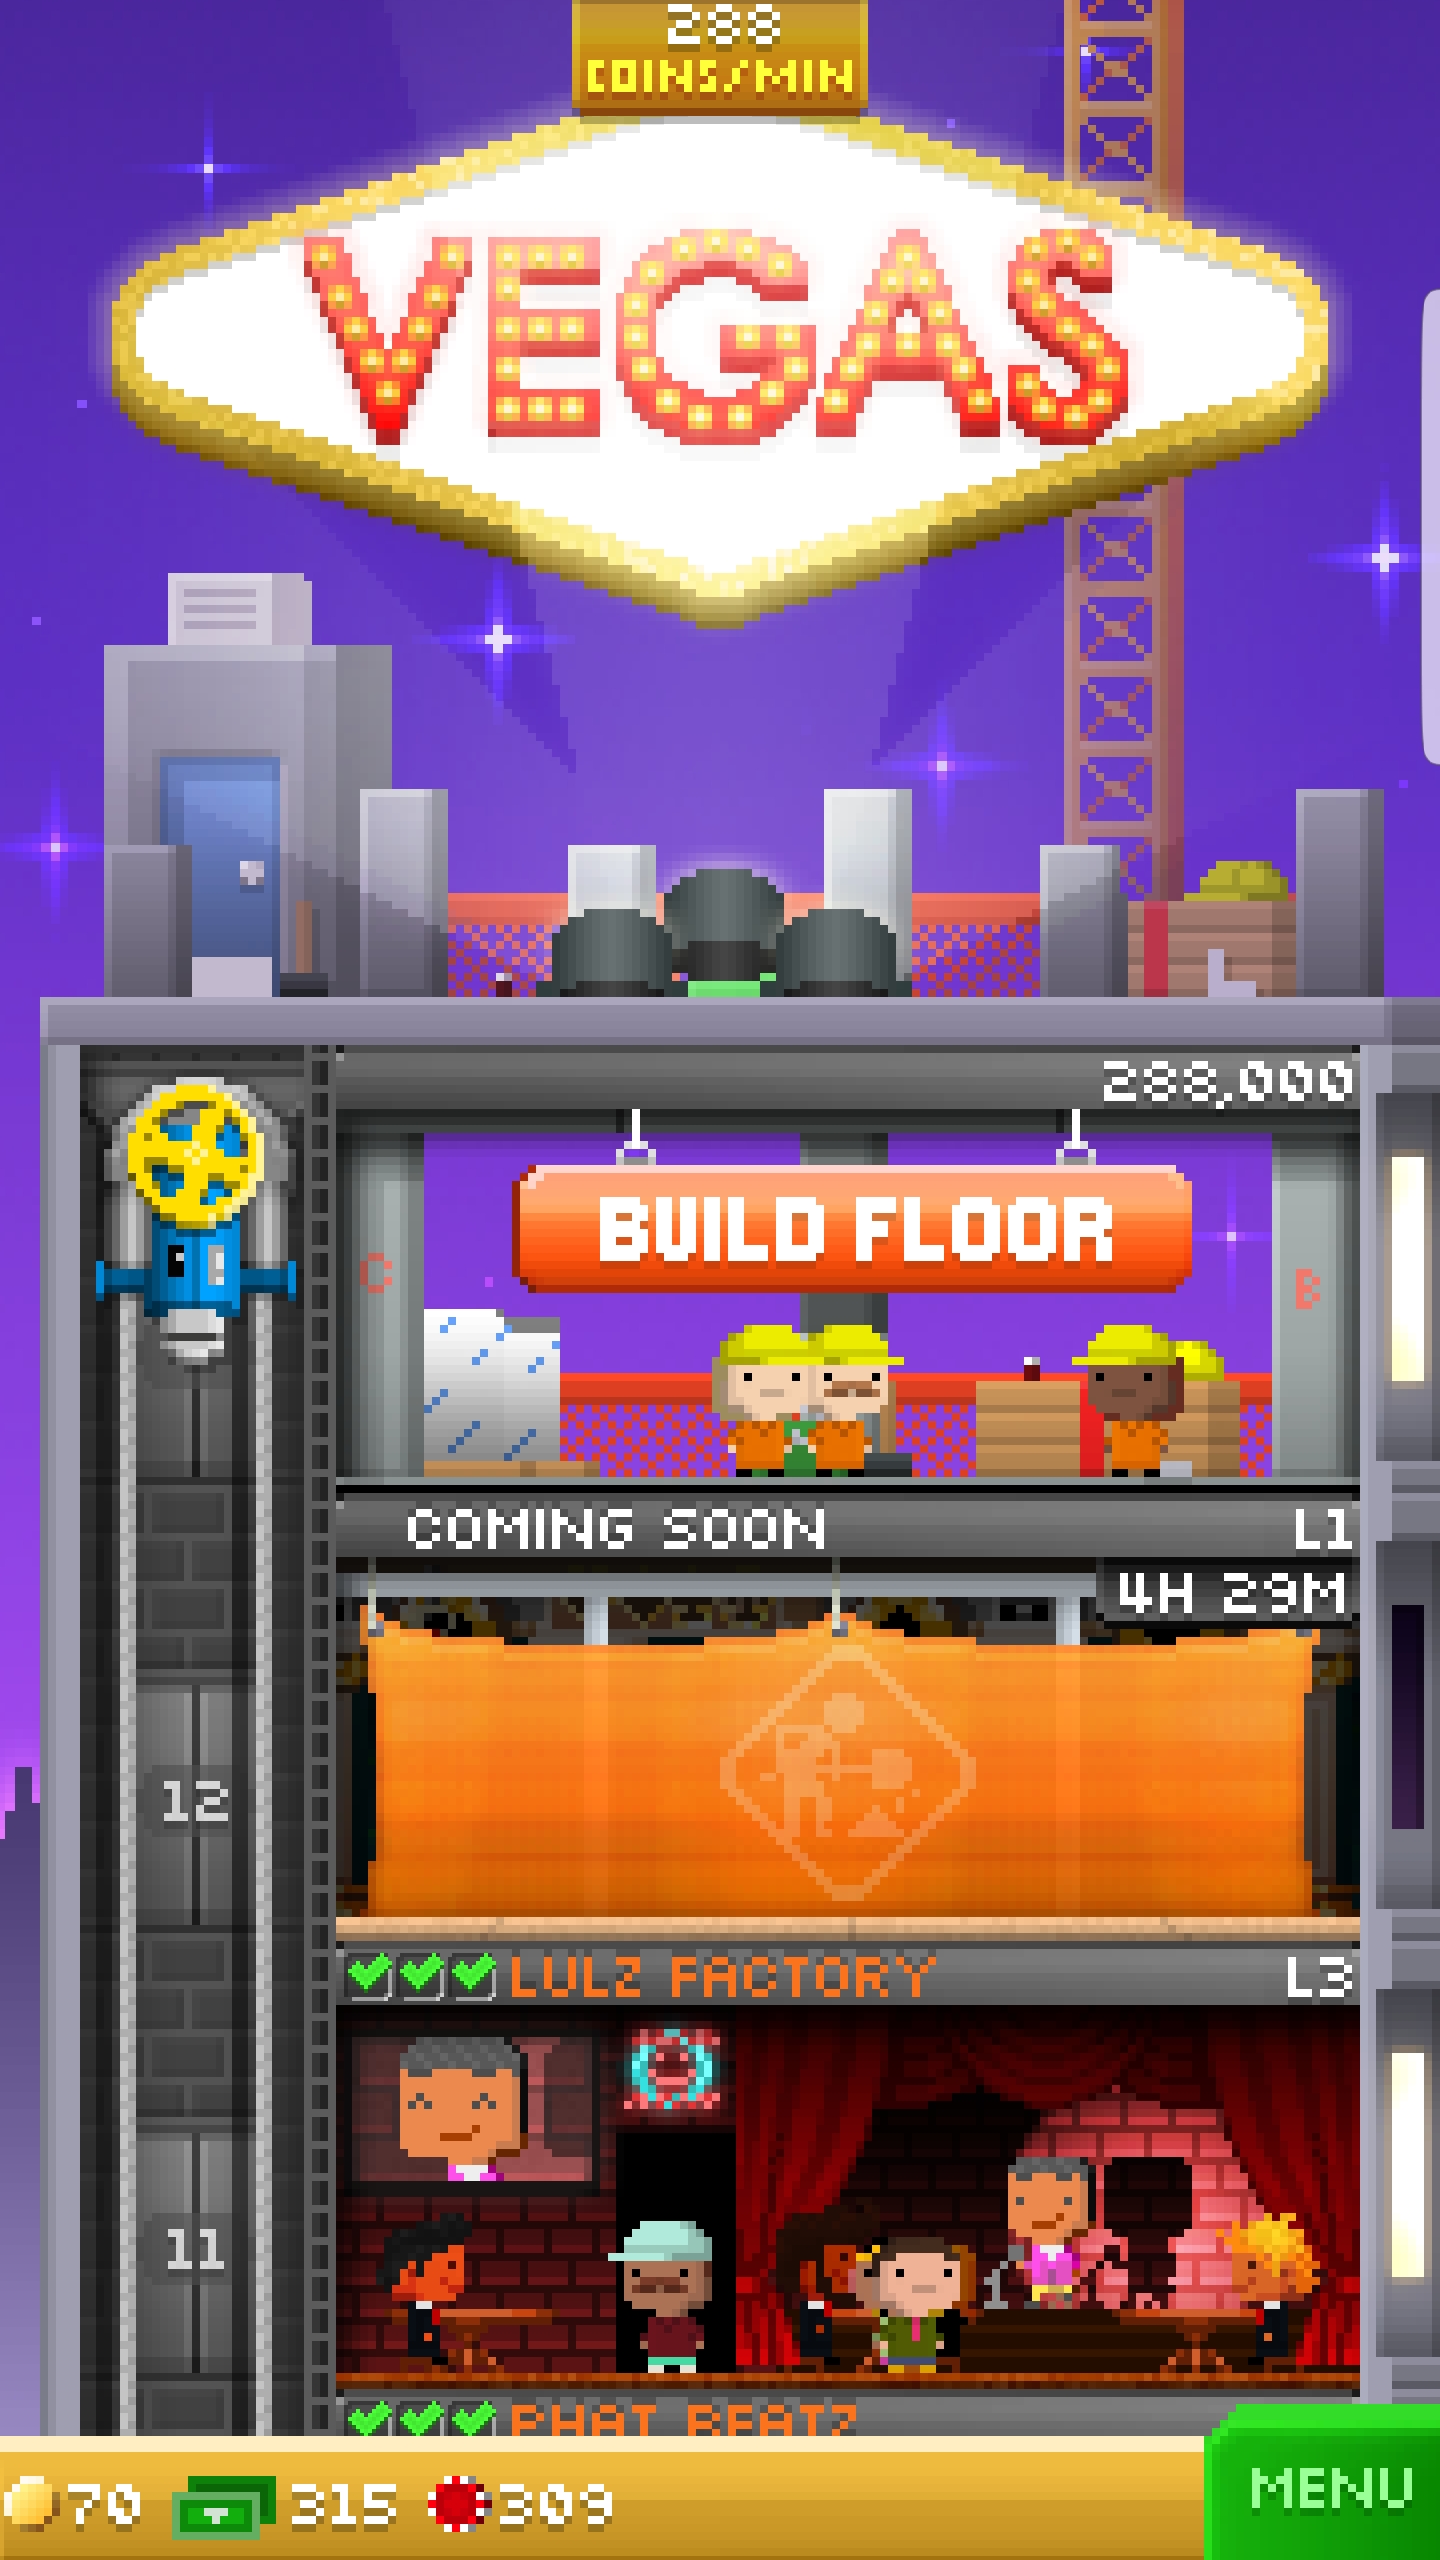 288
COINS/MIN
VEGAS
288,000
BUILD FLOOR
C
B
COMING SOON L1
4H 29M
12
LULZ FACTORY L3
11
PHAT BEATZ
70 315 309
MENU